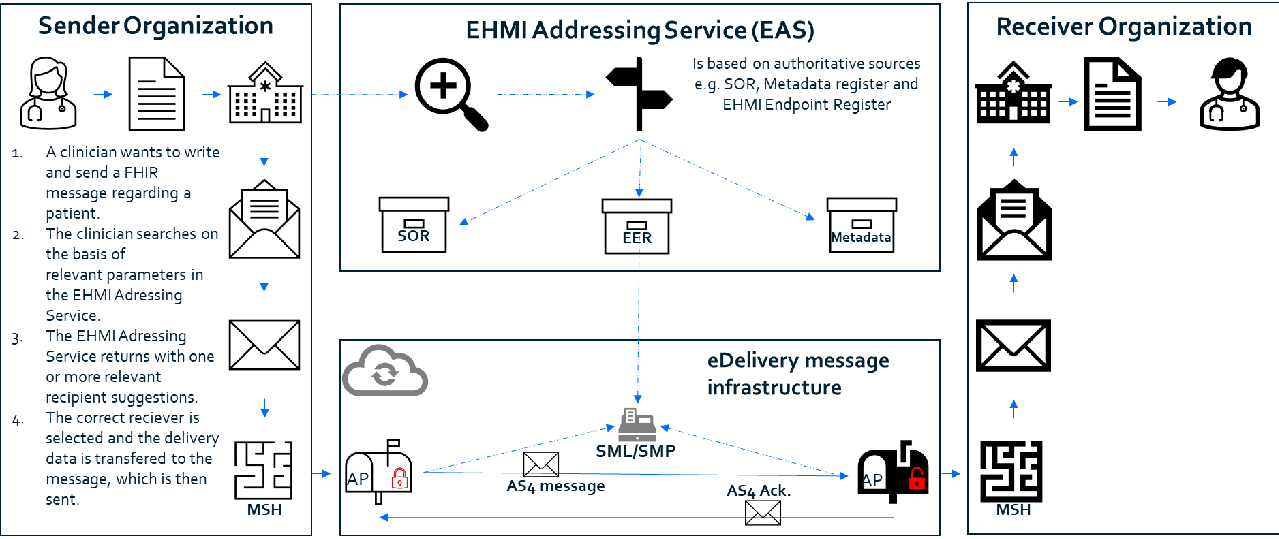 Sender Organization
1. A clinician wants to write
and send a FHIR
message regarding a
patient.
2. The clinician searches on
the basis of
relevant parameters in
the EHMI Adressing
Service.
3. The EHMI Adressing
Service returns with one
or more relevant
recipient suggestions.
4. The correct reciever is
selected and the delivery
data is transfered to the
message, which is then
sent.
MSH
EHMI Addressing Service (EAS)
Is based on authoritative sources
e.g. SOR, Metadata register and
EHMI Endpoint Register
SOR
EER
Metadata
eDelivery message
infrastructure
SML/SMP
AP
AS4 message
AS4 Ack.
AP
Receiver Organization
MSH